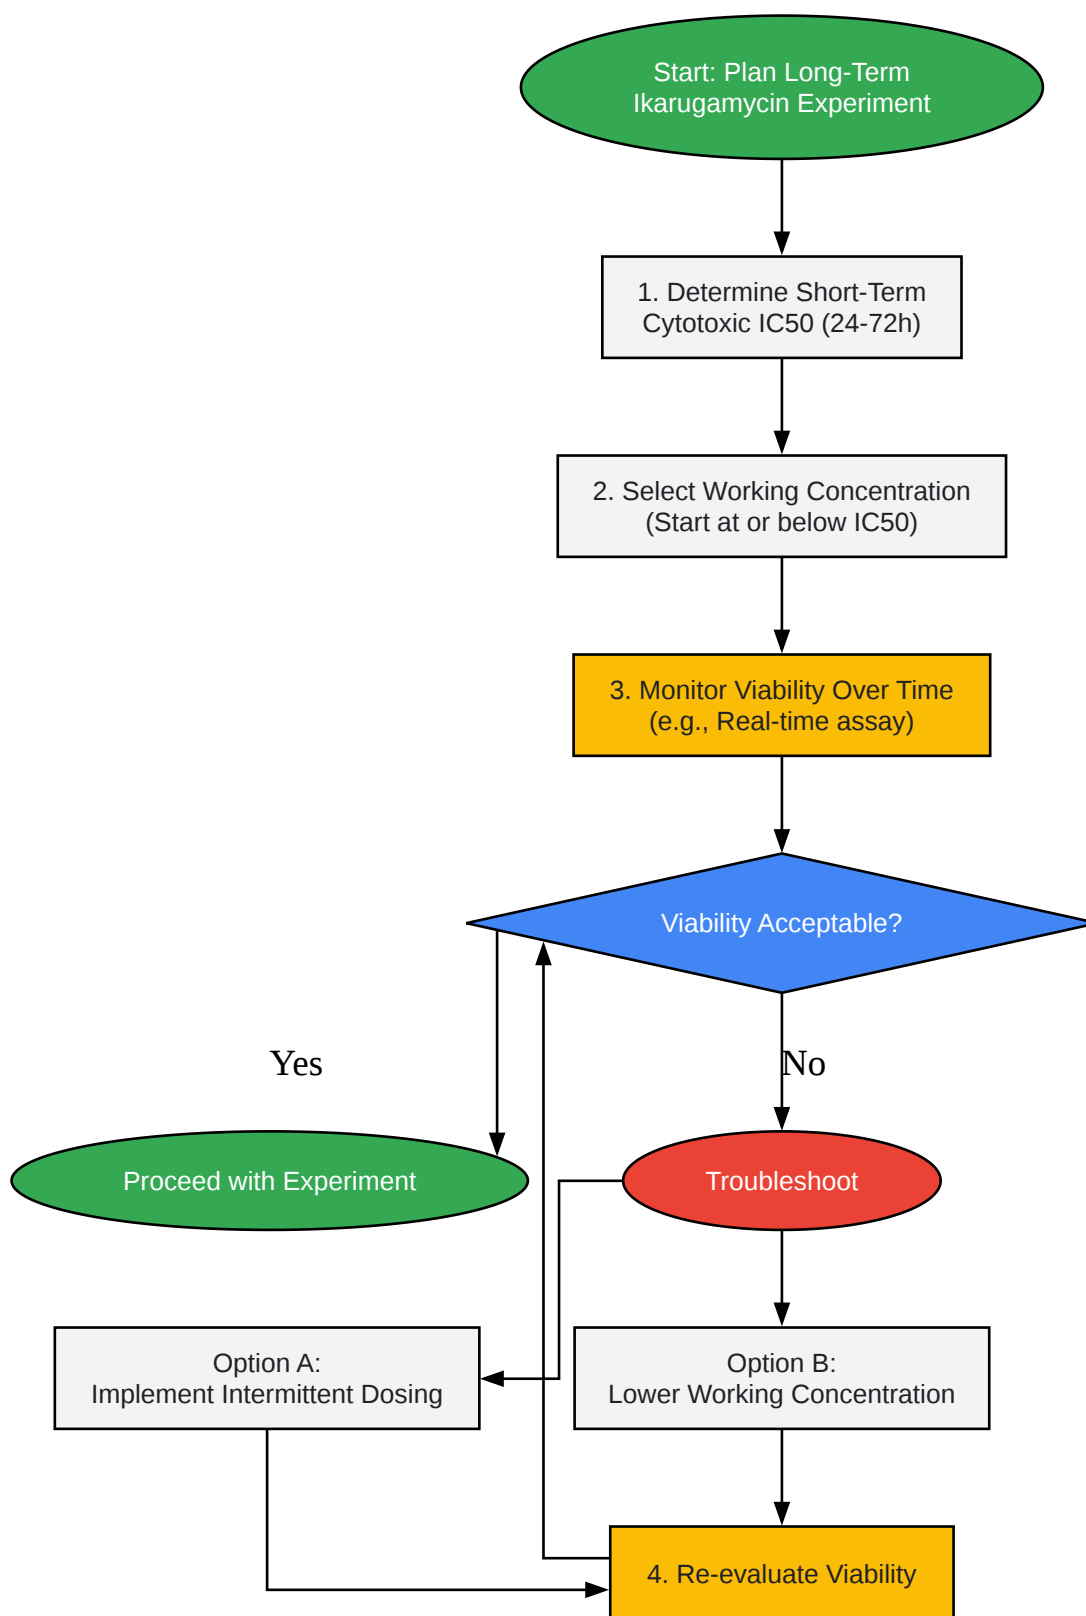 Start: Plan Long-Term
Ikarugamycin Experiment
1. Determine Short-Term
Cytotoxic IC50 (24-72h)
2. Select Working Concentration
(Start at or below IC50)
3. Monitor Viability Over Time
(e.g., Real-time assay)
Viability Acceptable?
Yes
No
Proceed with Experiment
Troubleshoot
Option A:
Implement Intermittent Dosing
Option B:
Lower Working Concentration
4. Re-evaluate Viability